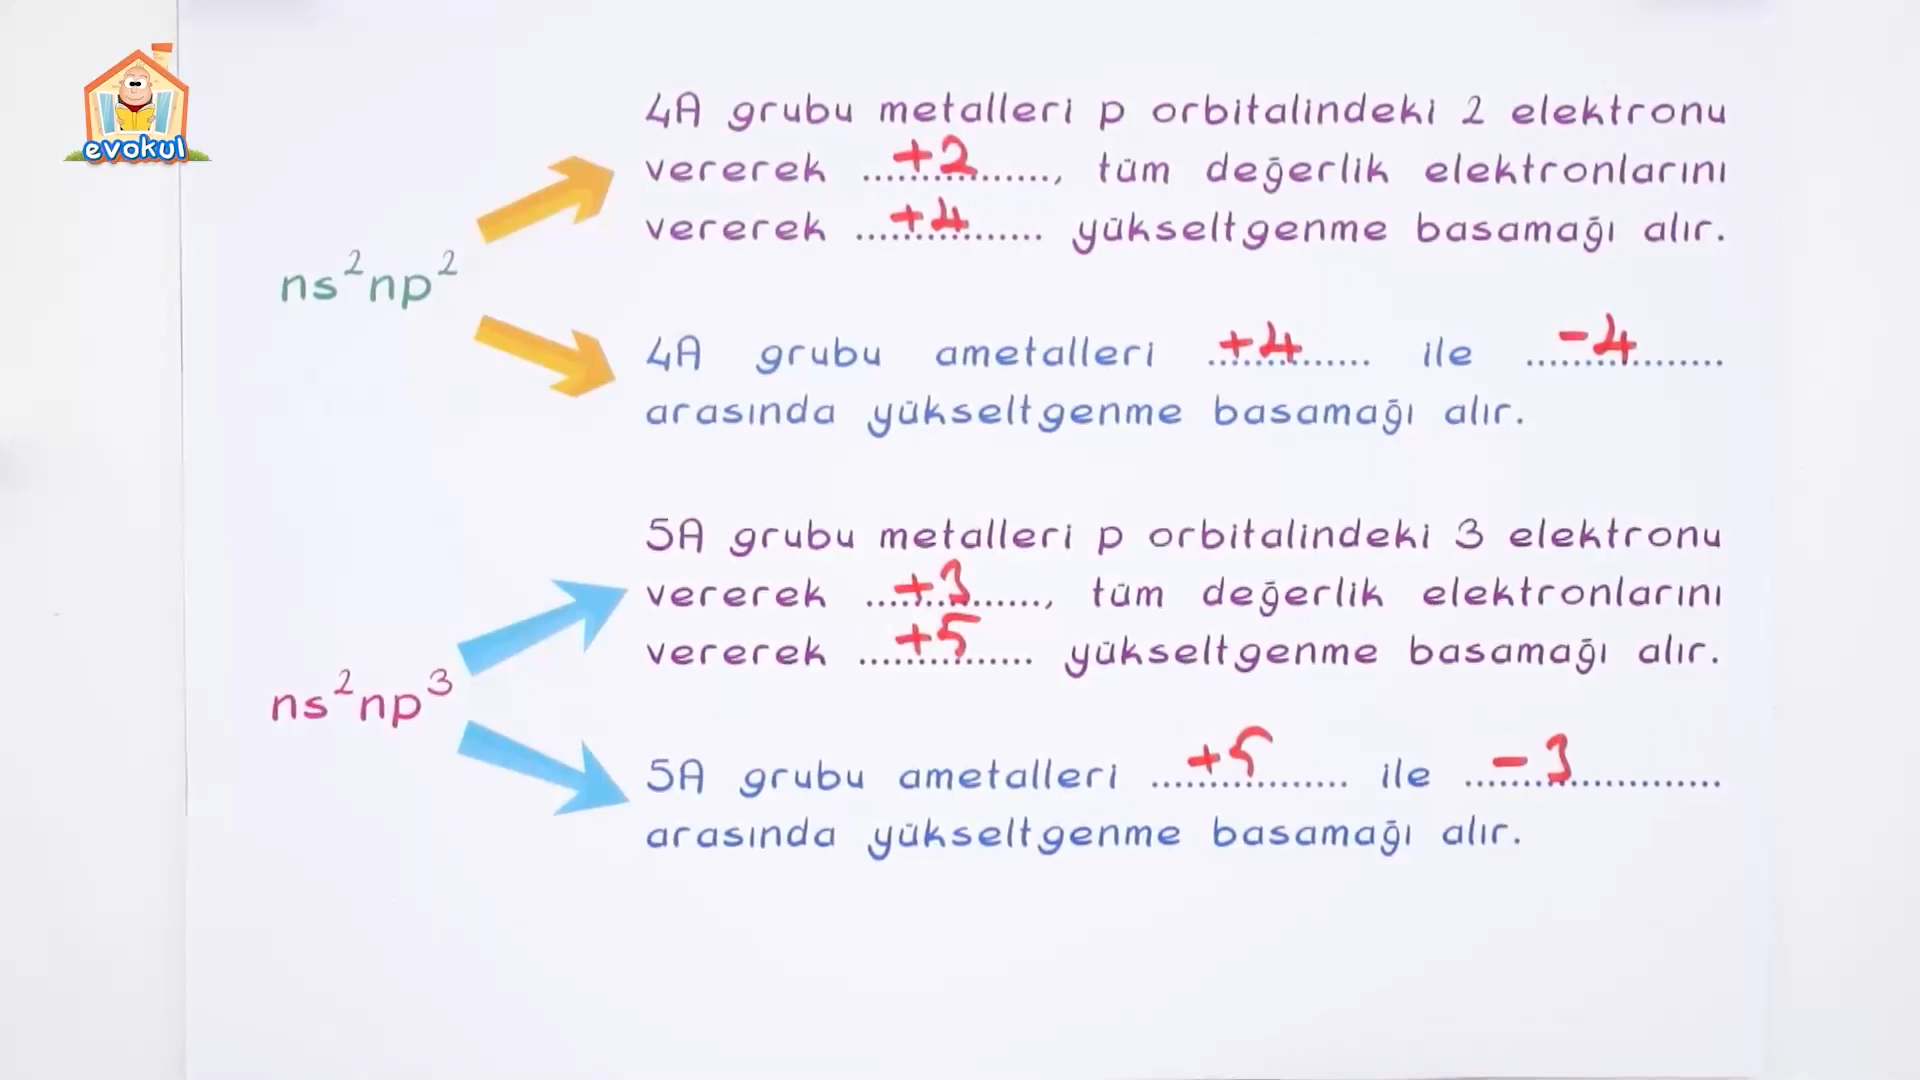 evokul
ns²np²
4A grubu metalleri p orbitalindeki 2 elektronu
vererek ...+2..., tüm değerlik elektronlarını
vererek ...+4... yükseltgenme basamağı alır.
4A grubu ametalleri ...+4... ile ...-4...
arasında yükseltgenme basamağı alır.
ns²np³
5A grubu metalleri p orbitalindeki 3 elektronu
vererek ...+3..., tüm değerlik elektronlarını
vererek ...+5... yükseltgenme basamağı alır.
5A grubu ametalleri ...+5... ile ...-3...
arasında yükseltgenme basamağı alır.